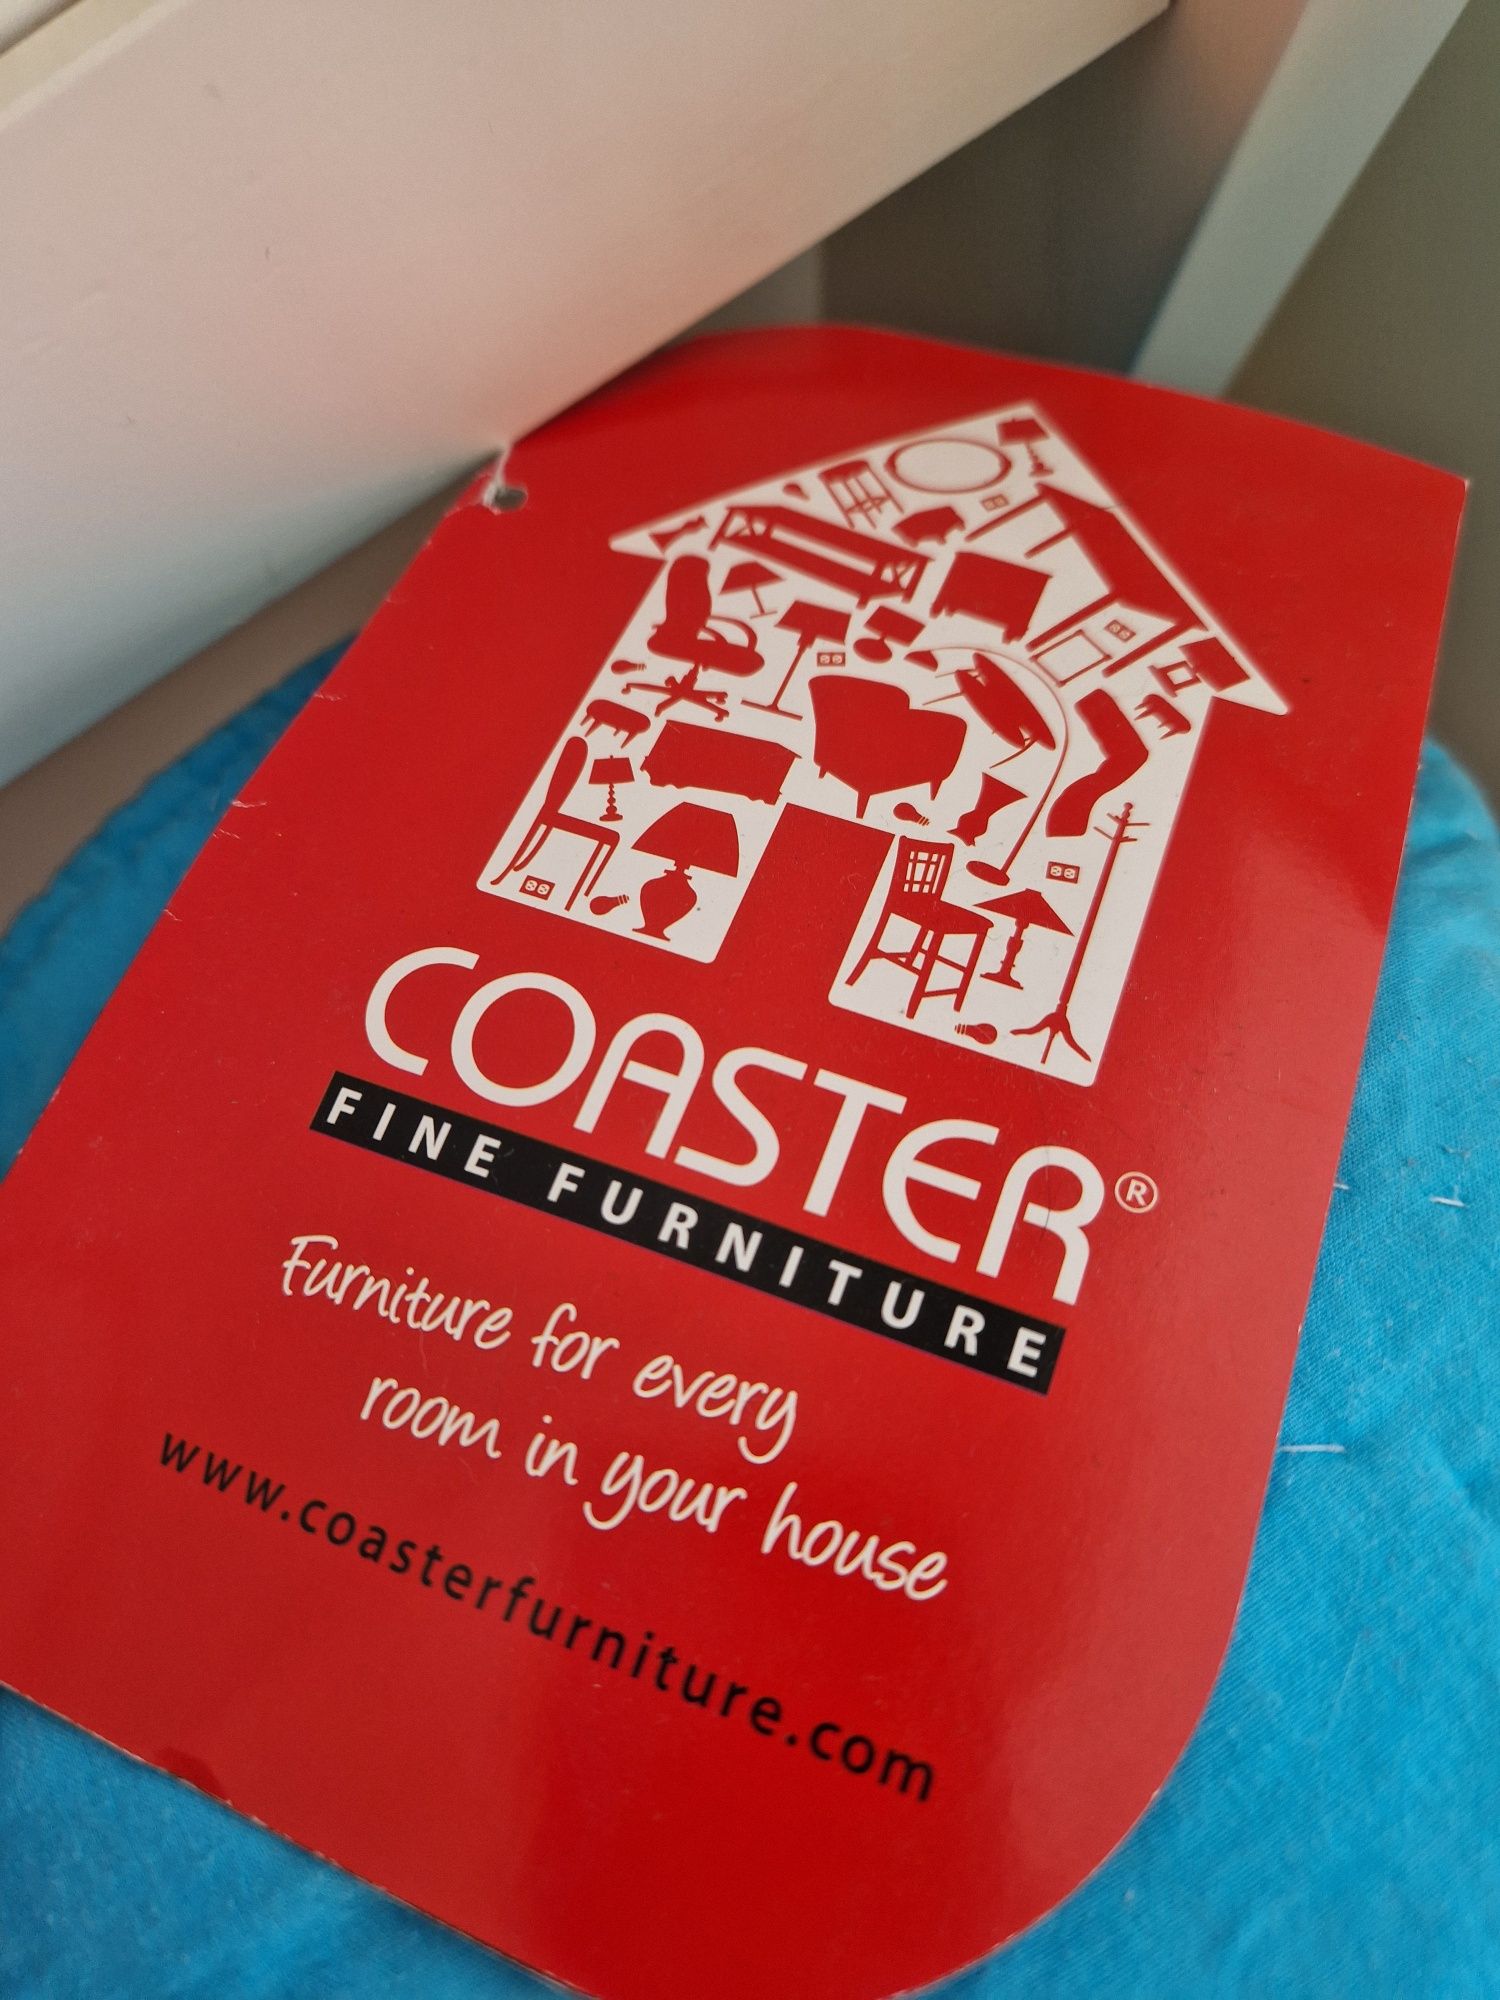 COASTER®
FINE FURNITURE
Furniture for every
room in your house
www.coasterfurniture.com